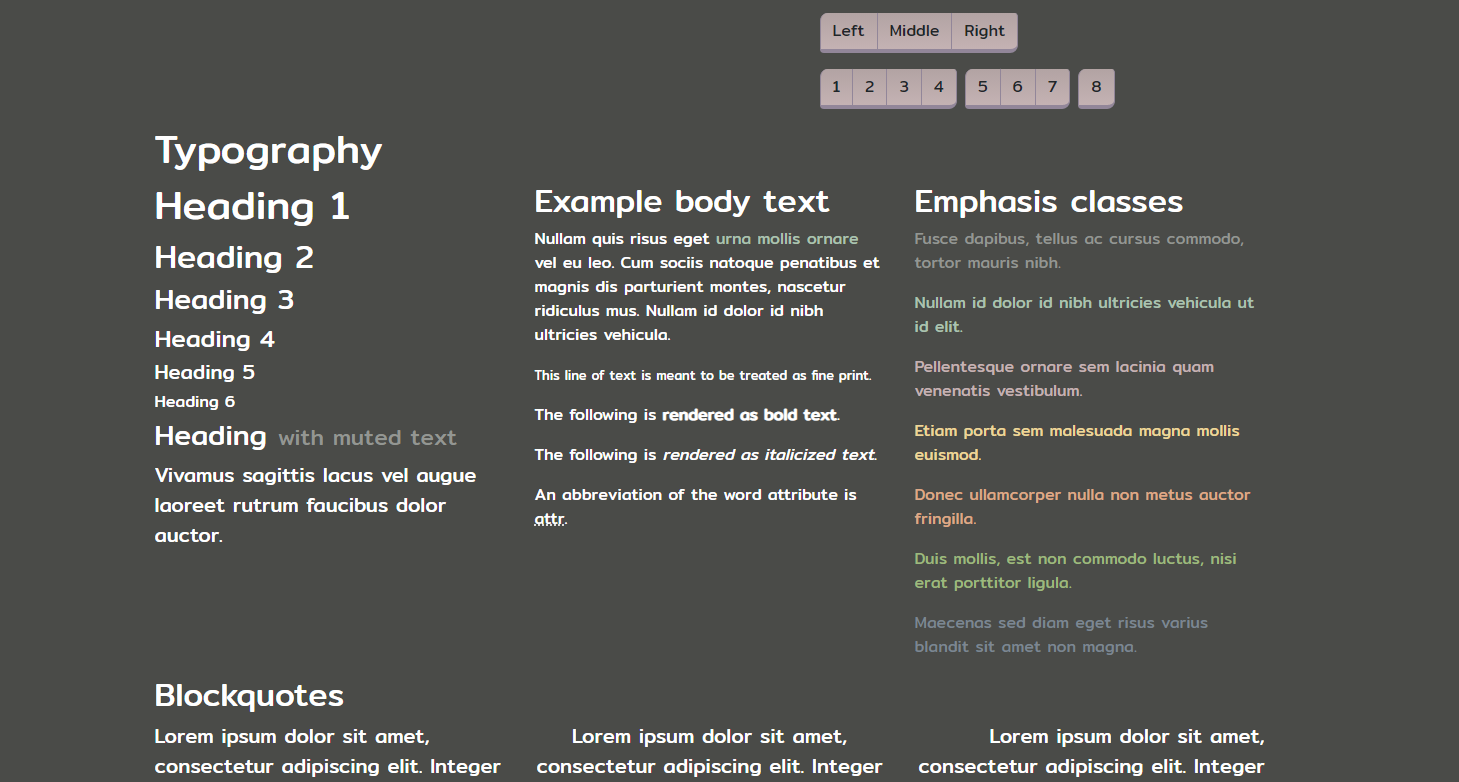 Left Middle Right
1 2 3 4 5 6 7 8
Typography
Heading 1
Heading 2
Heading 3
Heading 4
Heading 5
Heading 6
Heading with muted text
Vivamus sagittis lacus vel augue
laoreet rutrum faucibus dolor
auctor.
Example body text
Nullam quis risus eget urna mollis ornare
vel eu leo. Cum sociis natoque penatibus et
magnis dis parturient montes, nascetur
ridiculus mus. Nullam id dolor id nibh
ultricies vehicula.
This line of text is meant to be treated as fine print.
The following is rendered as bold text.
The following is rendered as italicized text.
An abbreviation of the word attribute is
attr.
Emphasis classes
Fusce dapibus, tellus ac cursus commodo,
tortor mauris nibh.
Nullam id dolor id nibh ultricies vehicula ut
id elit.
Pellentesque ornare sem lacinia quam
venenatis vestibulum.
Etiam porta sem malesuada magna mollis
euismod.
Donec ullamcorper nulla non metus auctor
fringilla.
Duis mollis, est non commodo luctus, nisi
erat porttitor ligula.
Maecenas sed diam eget risus varius
blandit sit amet non magna.
Blockquotes
Lorem ipsum dolor sit amet,
consectetur adipiscing elit. Integer
Lorem ipsum dolor sit amet,
consectetur adipiscing elit. Integer
Lorem ipsum dolor sit amet,
consectetur adipiscing elit. Integer